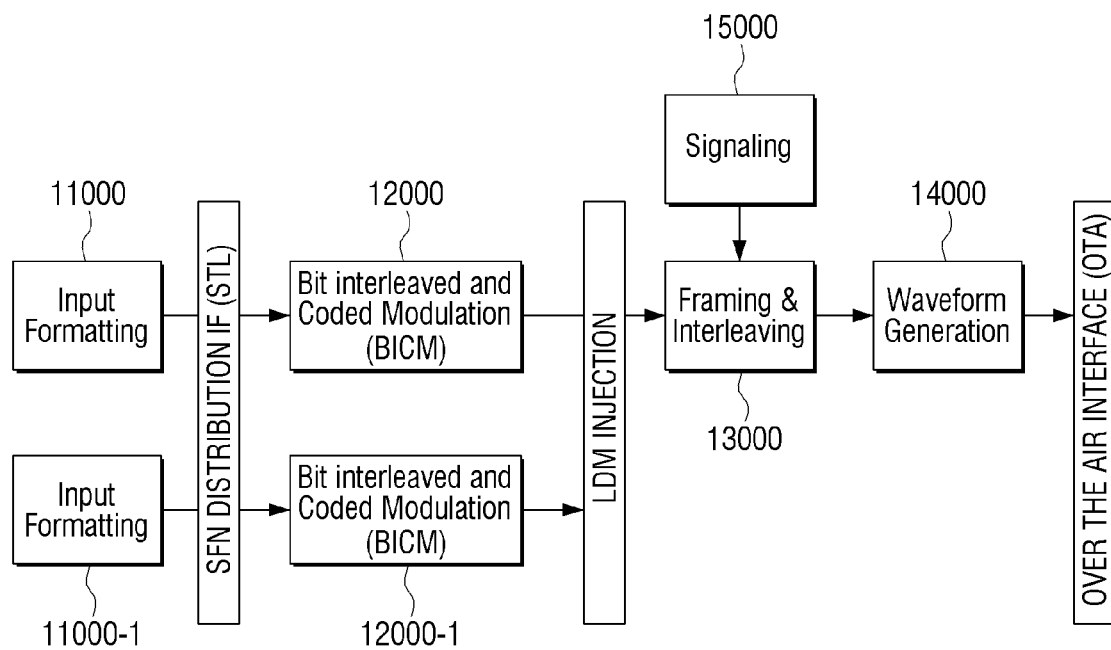 15000
Signaling
11000
12000
14000
Input
Formatting
SFN DISTRIBUTION IF (STL)
Bit interleaved and
Coded Modulation
(BICM)
LDM INJECTION
Framing &
Interleaving
Waveform
Generation
OVER THE AIR INTERFACE (OTA)
13000
Input
Formatting
Bit interleaved and
Coded Modulation
(BICM)
11000-1
12000-1